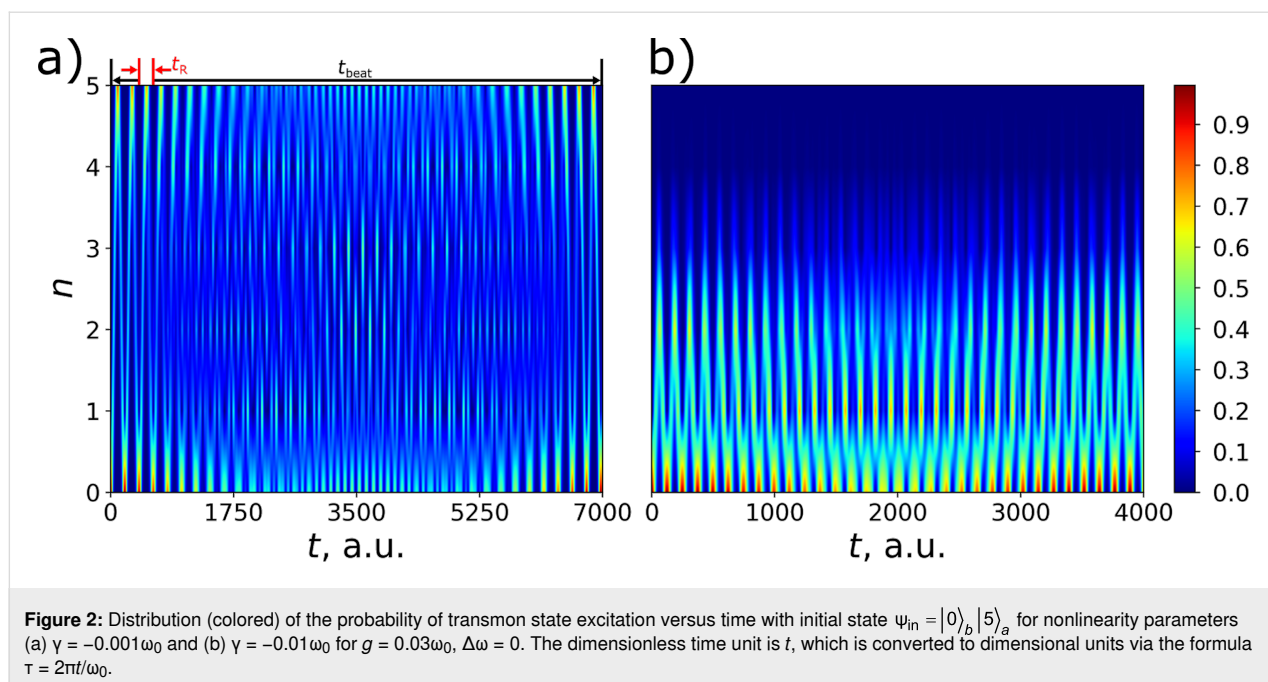 a)
t_R
t_beat
b)
5
4
3
2
1
0
n
0 1750 3500 5250 7000
t, a.u.
0 1000 2000 3000 4000
t, a.u.
0.9
0.8
0.7
0.6
0.5
0.4
0.3
0.2
0.1
0.0
Figure 2: Distribution (colored) of the probability of transmon state excitation versus time with initial state ψin = |0⟩b |5⟩a for nonlinearity parameters
(a) γ = −0.001ω0 and (b) γ = −0.01ω0 for g = 0.03ω0, Δω = 0. The dimensionless time unit is t, which is converted to dimensional units via the formula
τ = 2πt/ω0.